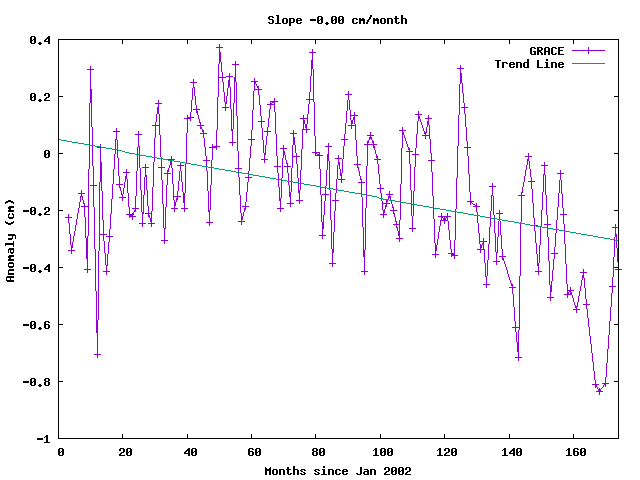 Slope -0.00 cm/month
GRACE
Trend Line
0.4
0.2
0
-0.2
-0.4
-0.6
-0.8
-1
Anomaly (cm)
0 20 40 60 80 100 120 140 160
Months since Jan 2002